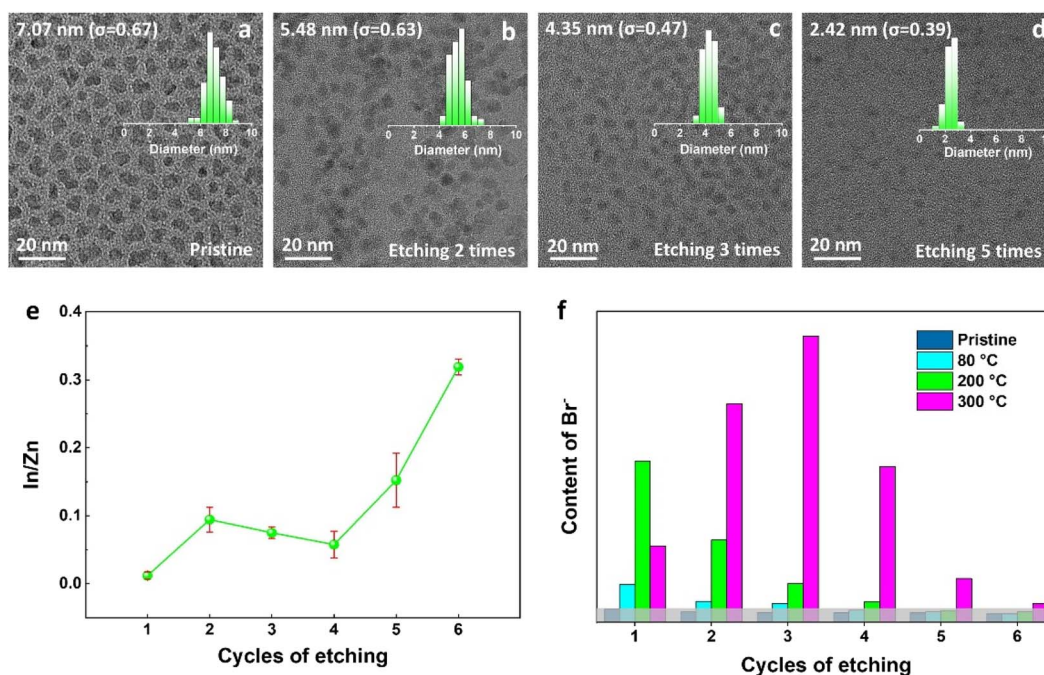 7.07 nm (σ=0.67)
a
0 2 4 6 8 10
Diameter (nm)
20 nm
Pristine
5.48 nm (σ=0.63)
b
0 2 4 6 8 10
Diameter (nm)
20 nm
Etching 2 times
4.35 nm (σ=0.47)
c
0 2 4 6 8 10
Diameter (nm)
20 nm
Etching 3 times
2.42 nm (σ=0.39)
d
0 2 4 6 8 10
Diameter (nm)
20 nm
Etching 5 times
e
0.4
0.3
0.2
0.1
0.0
In/Zn
1 2 3 4 5 6
Cycles of etching
f
Pristine
80 °C
200 °C
300 °C
Content of Br⁻
1 2 3 4 5 6
Cycles of etching